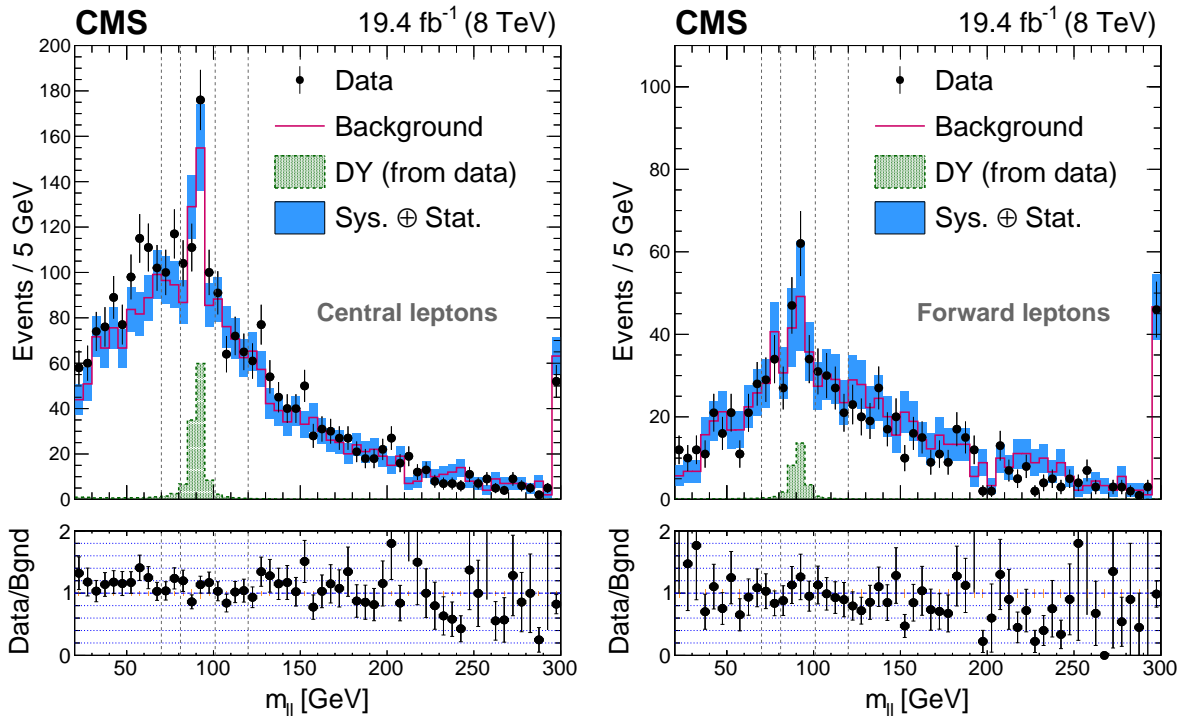 CMS 19.4 fb⁻¹ (8 TeV)
Events / 5 GeV
200
180
160
140
120
100
80
60
40
20
0
Data
Background
DY (from data)
Sys. ⊕ Stat.
Central leptons
Data/Bgnd
2
1
0
50 100 150 200 250 300
m_ll [GeV]
CMS 19.4 fb⁻¹ (8 TeV)
Events / 5 GeV
100
80
60
40
20
0
Data
Background
DY (from data)
Sys. ⊕ Stat.
Forward leptons
Data/Bgnd
2
1
0
50 100 150 200 250 300
m_ll [GeV]